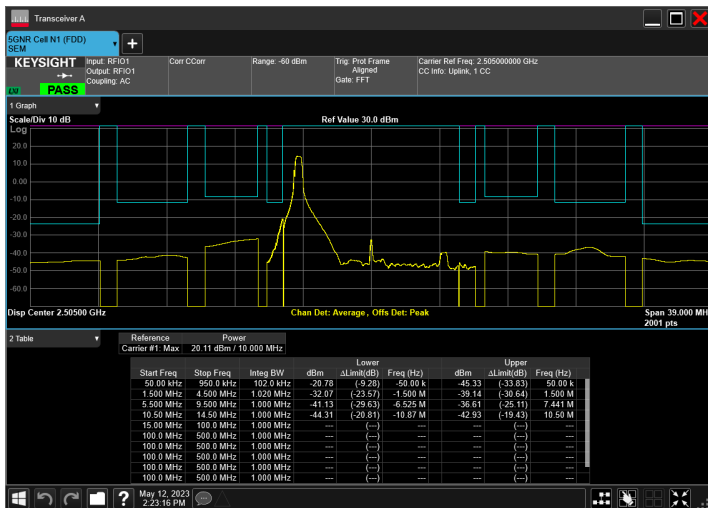 Transceiver A
5GNR Cell N1 (FDD)
SEM
KEYSIGHT
LXI
PASS
Input: RFIO1
Output: RFIO1
Coupling: AC
Corr CCorr
Range: -60 dBm
Trig: Prot Frame
Aligned
Gate: FFT
Carrier Ref Freq: 2.505000000 GHz
CC Info: Uplink, 1 CC
1 Graph
Scale/Div 10 dB
Ref Value 30.0 dBm
Log
20.0
10.0
0.00
-10.0
-20.0
-30.0
-40.0
-50.0
-60.0
Disp Center 2.50500 GHz
Chan Det: Average, Offs Det: Peak
Span 39.000 MH
2001 pts
2 Table
Reference Power
Carrier #1: Max 20.11 dBm / 10.000 MHz
Lower Upper
Start Freq Stop Freq Integ BW dBm ΔLimit(dB) Freq (Hz) dBm ΔLimit(dB) Freq (Hz)
50.00 kHz 950.0 kHz 102.0 kHz -20.78 (-9.28) -50.00 k -45.33 (-33.83) 50.00 k
1.500 MHz 4.500 MHz 1.020 MHz -32.07 (-23.57) -1.500 M -39.14 (-30.64) 1.500 M
5.500 MHz 9.500 MHz 1.000 MHz -41.13 (-29.63) -6.525 M -36.61 (-25.11) 7.441 M
10.50 MHz 14.50 MHz 1.000 MHz -44.31 (-20.81) -10.87 M -42.93 (-19.43) 10.50 M
15.00 MHz 100.0 MHz 1.000 MHz --- (---) --- --- (---) ---
100.0 MHz 500.0 MHz 1.000 MHz --- (---) --- --- (---) ---
100.0 MHz 500.0 MHz 1.000 MHz --- (---) --- --- (---) ---
100.0 MHz 500.0 MHz 1.000 MHz --- (---) --- --- (---) ---
100.0 MHz 500.0 MHz 1.000 MHz --- (---) --- --- (---) ---
100.0 MHz 500.0 MHz 1.000 MHz --- (---) --- --- (---) ---
May 12, 2023
2:23:16 PM